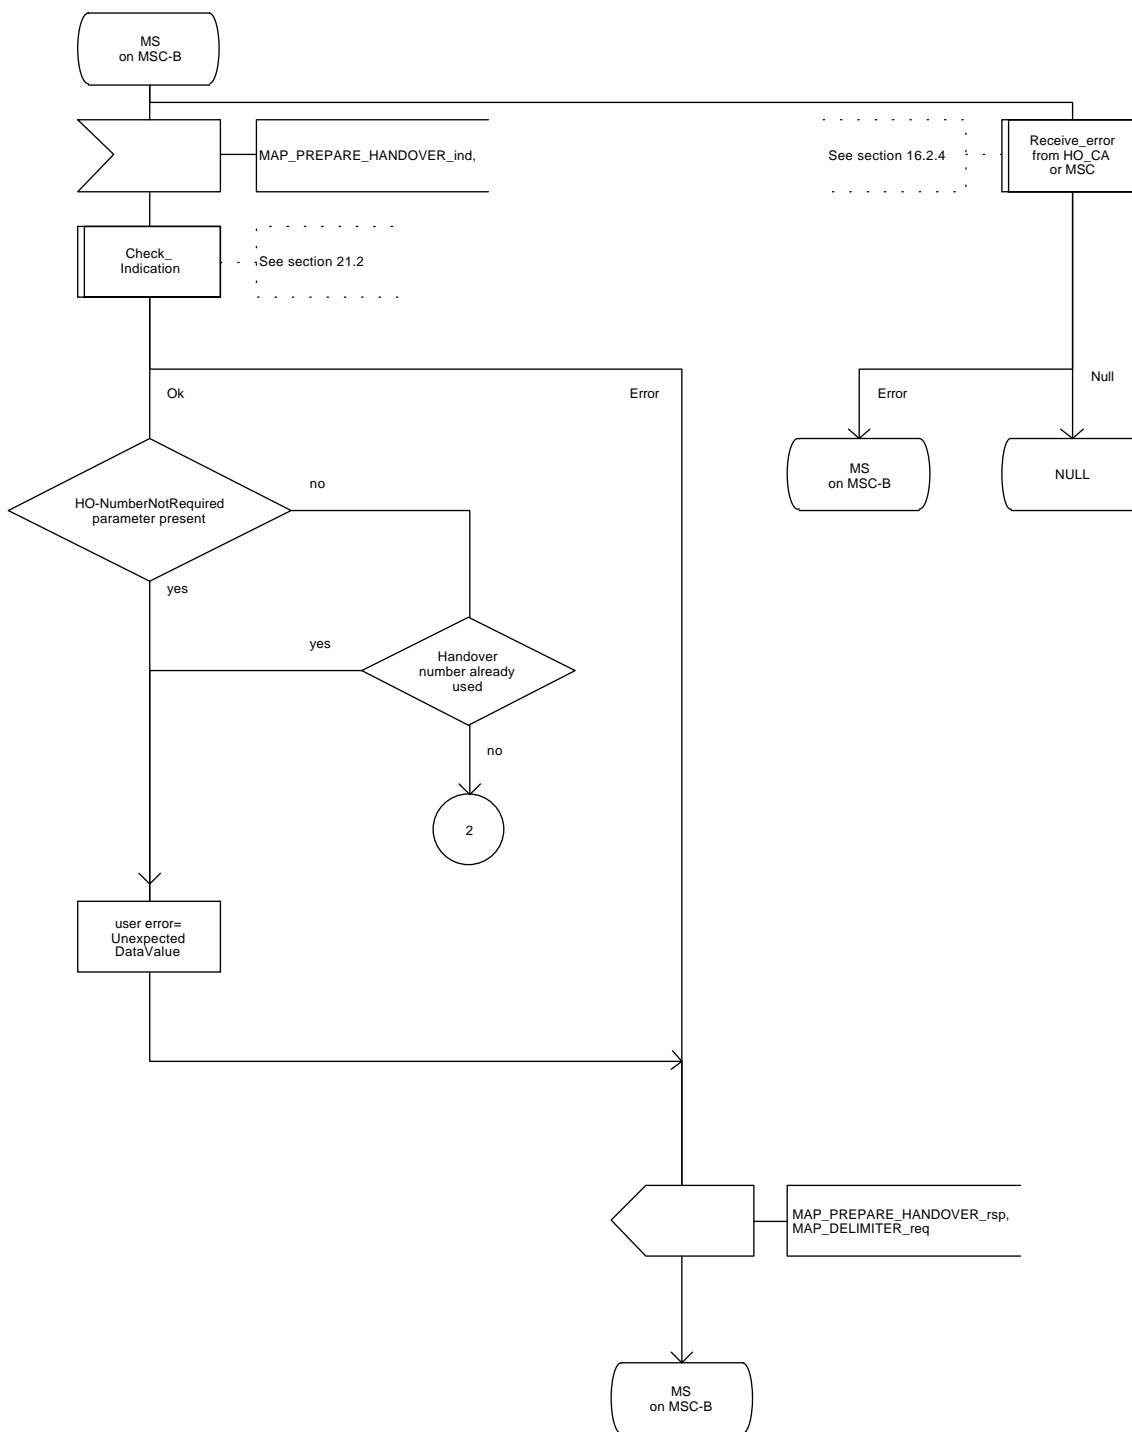 MS
on MSC-B
MAP_PREPARE_HANDOVER_ind,
See section 16.2.4
Receive_error
from HO_CA
or MSC
Check_
Indication
See section 21.2
Ok
Error
Error
Null
MS
on MSC-B
NULL
HO-NumberNotRequired
parameter present
no
yes
yes
Handover
number already
used
no
2
user error=
Unexpected
DataValue
MAP_PREPARE_HANDOVER_rsp,
MAP_DELIMITER_req
MS
on MSC-B